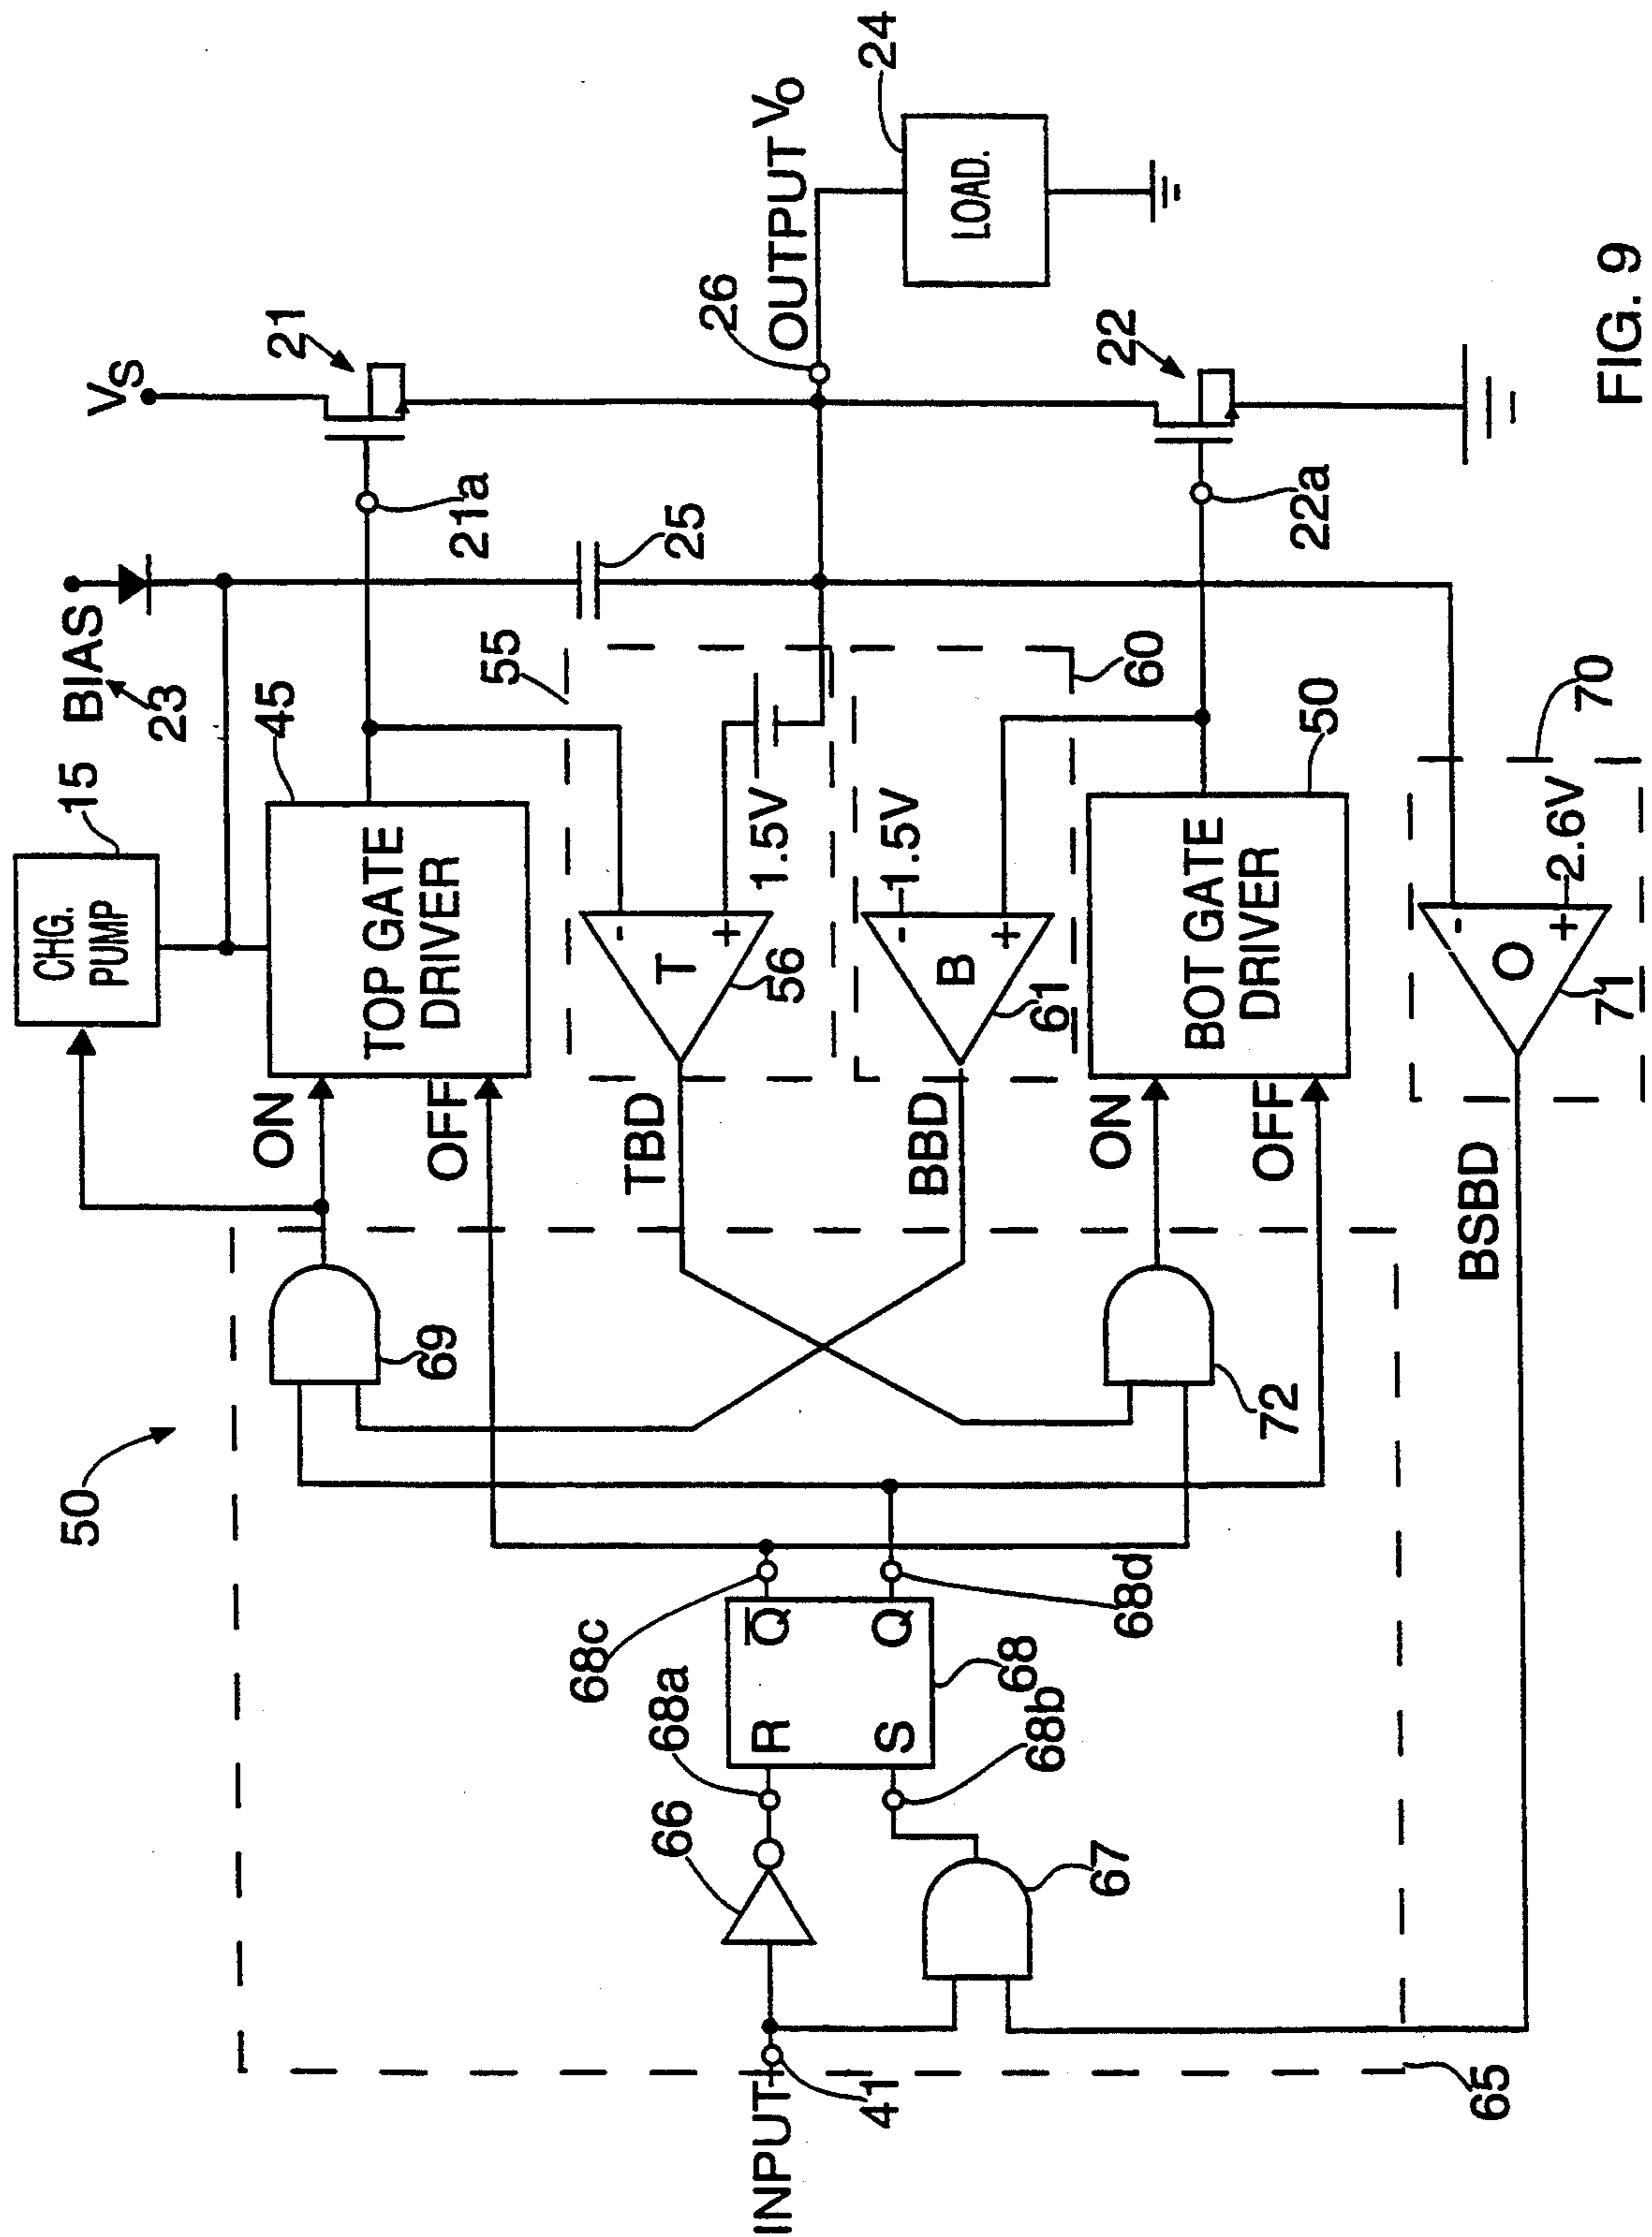 CHG.
PUMP
15
BIAS
23
VS
21
21a
45
TOP GATE
DRIVER
ON
OFF
50
69
55
25
26
OUTPUT VO
24
LOAD.
T
-
+
56
1.5V
TBD
60
B
-
+
61
1.5V
BBD
22
22a
50
BOT GATE
DRIVER
ON
OFF
72
70
O
-
+
71
2.6V
BSBD
68c
68a
66
R
Q
S
Q
68
68b
68d
67
INPUT
41
65
FIG. 9